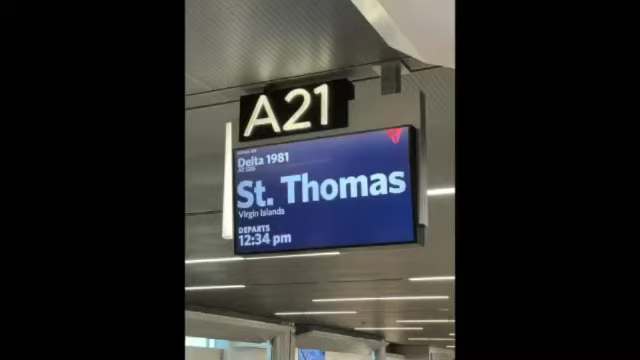 A21
Delta 1981
St. Thomas
Virgin Islands
DEPARTS
12:34 pm